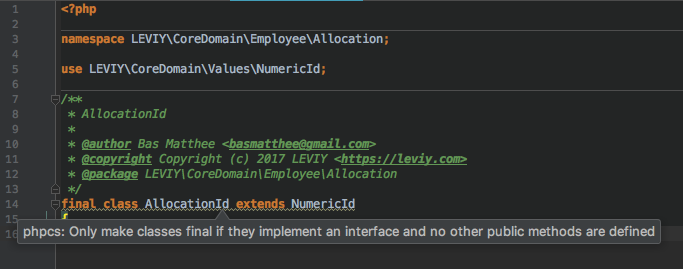 1 <?php
2
3 namespace LEVIY\CoreDomain\Employee\Allocation;
4
5 use LEVIY\CoreDomain\Values\NumericId;
6
7 /**
8 * AllocationId
9 *
10 * @author Bas Matthee <basmatthee@gmail.com>
11 * @copyright Copyright (c) 2017 LEVIY <https://leviy.com>
12 * @package LEVIY\CoreDomain\Employee\Allocation
13 */
14 final class AllocationId extends NumericId
15 {
phpcs: Only make classes final if they implement an interface and no other public methods are defined